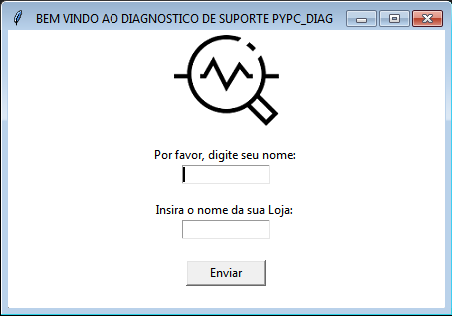 BEM VINDO AO DIAGNOSTICO DE SUPORTE PYPC_DIAG
Por favor, digite seu nome:
Insira o nome da sua Loja:
Enviar